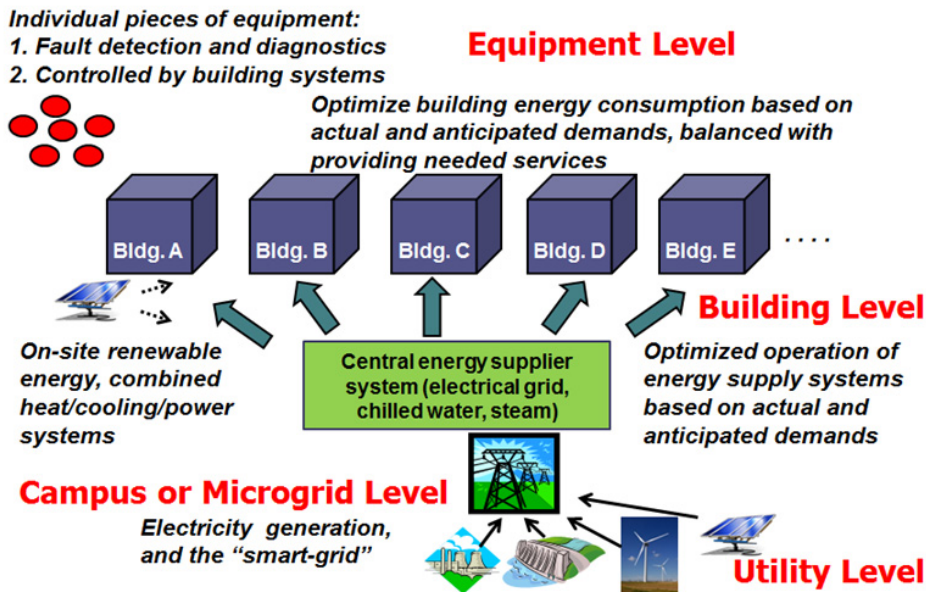 Individual pieces of equipment:
1. Fault detection and diagnostics
2. Controlled by building systems
Equipment Level
Optimize building energy consumption based on
actual and anticipated demands, balanced with
providing needed services
Bldg. A
Bldg. B
Bldg. C
Bldg. D
Bldg. E
. . . .
Building Level
On-site renewable
energy, combined
heat/cooling/power
systems
Central energy supplier
system (electrical grid,
chilled water, steam)
Optimized operation of
energy supply systems
based on actual and
anticipated demands
Campus or Microgrid Level
Electricity generation,
and the “smart-grid”
Utility Level